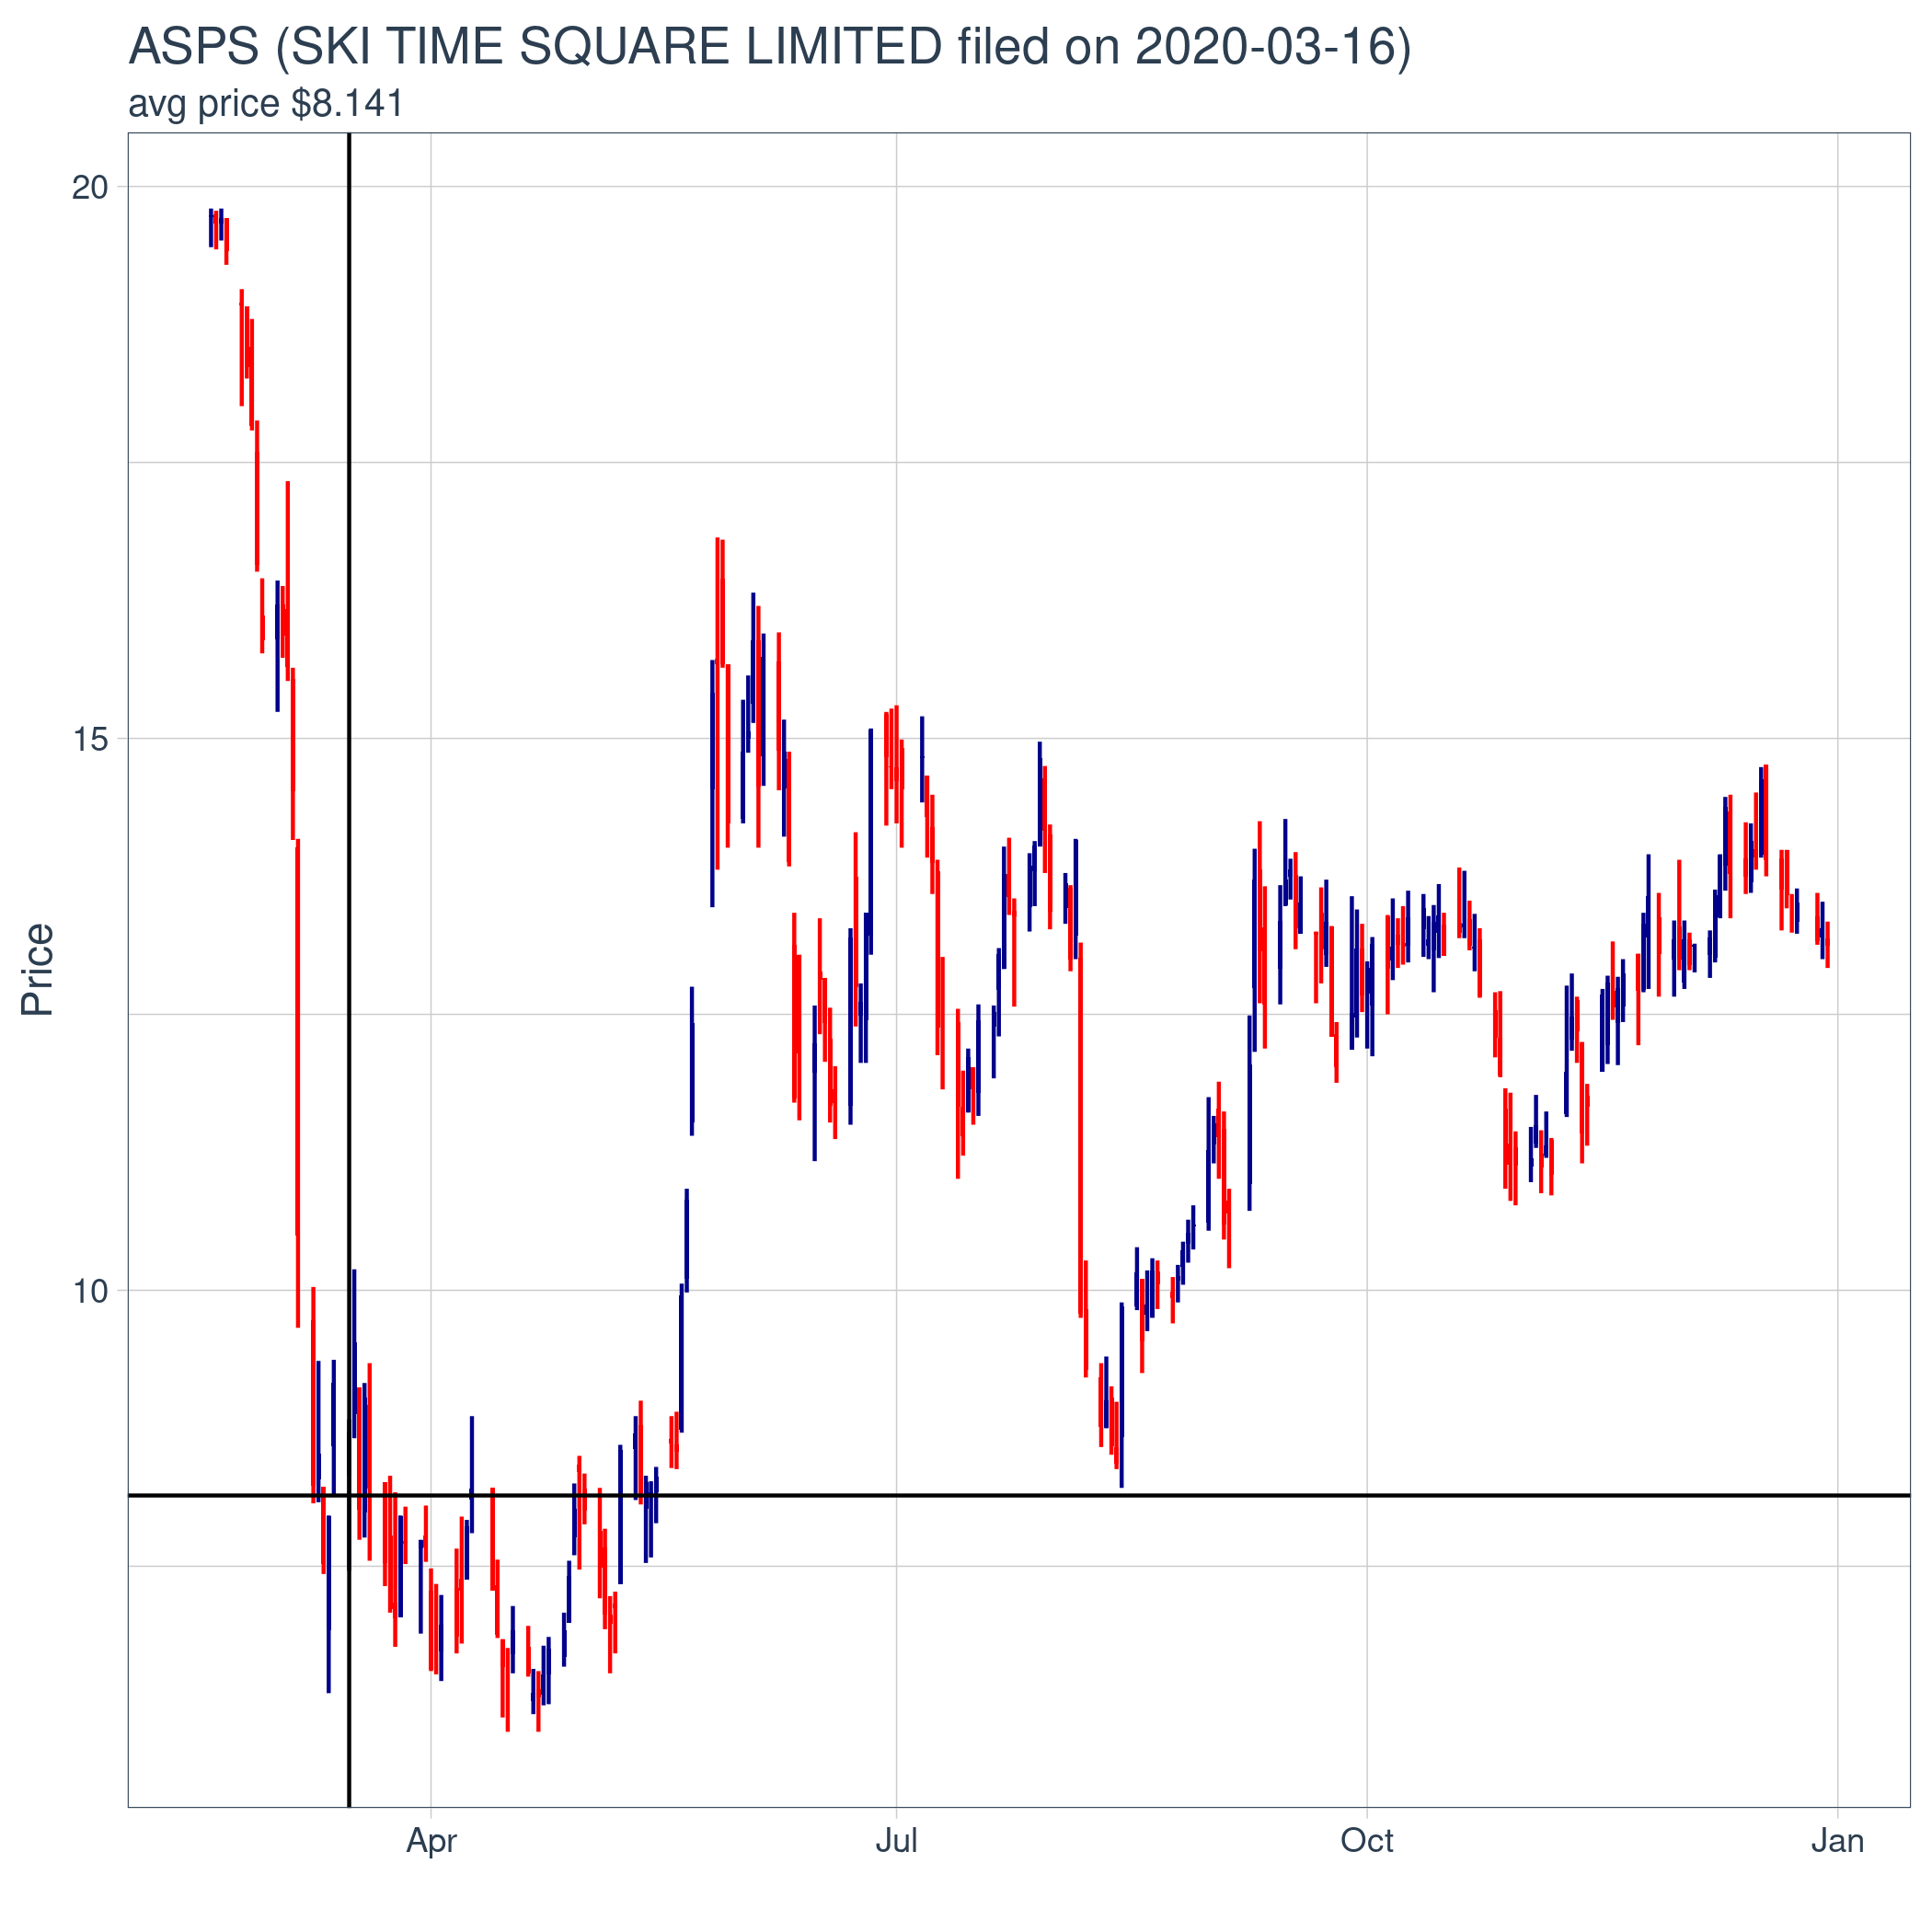 ASPS (SKI TIME SQUARE LIMITED filed on 2020-03-16)
avg price $8.141
20
15
10
Price
Apr Jul Oct Jan